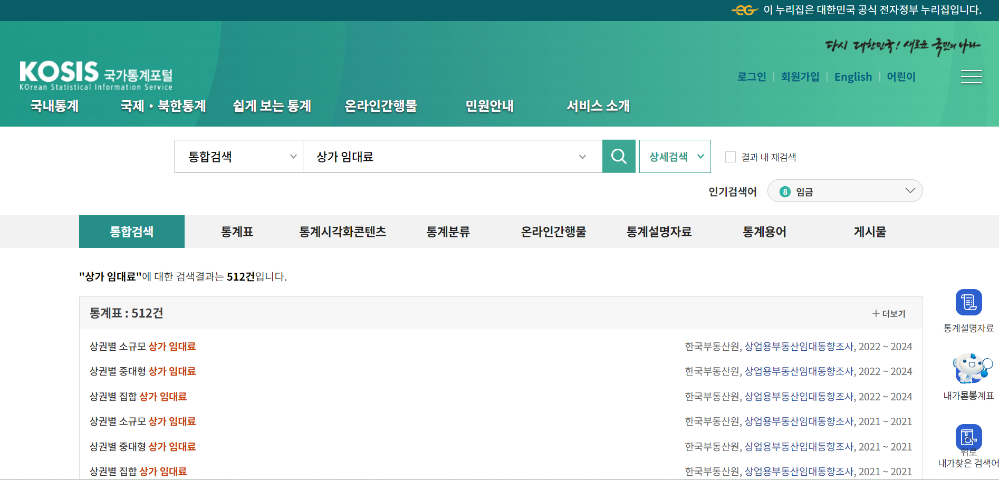 이 누리집은 대한민국 공식 전자정부 누리집입니다.
다시 대한민국! 새로운 국민의 나라
KOSIS 국가통계포털
KOrean Statistical Information Service
로그인 회원가입 English 어린이
국내통계 국제・북한통계 쉽게 보는 통계 온라인간행물 민원안내 서비스 소개
통합검색 상가 임대료 상세검색 결과 내 재검색
인기검색어 8 임금
통합검색 통계표 통계시각화콘텐츠 통계분류 온라인간행물 통계설명자료 통계용어 게시물
"상가 임대료"에 대한 검색결과는 512건입니다.
통계표 : 512건 더보기
상권별 소규모 상가 임대료 한국부동산원, 상업용부동산임대동향조사, 2022 ~ 2024
상권별 중대형 상가 임대료 한국부동산원, 상업용부동산임대동향조사, 2022 ~ 2024
상권별 집합 상가 임대료 한국부동산원, 상업용부동산임대동향조사, 2022 ~ 2024
상권별 소규모 상가 임대료 한국부동산원, 상업용부동산임대동향조사, 2021 ~ 2021
상권별 중대형 상가 임대료 한국부동산원, 상업용부동산임대동향조사, 2021 ~ 2021
상권별 집합 상가 임대료 한국부동산원, 상업용부동산임대동향조사, 2021 ~ 2021
통계설명자료
내가본통계표
위로
내가찾은 검색어